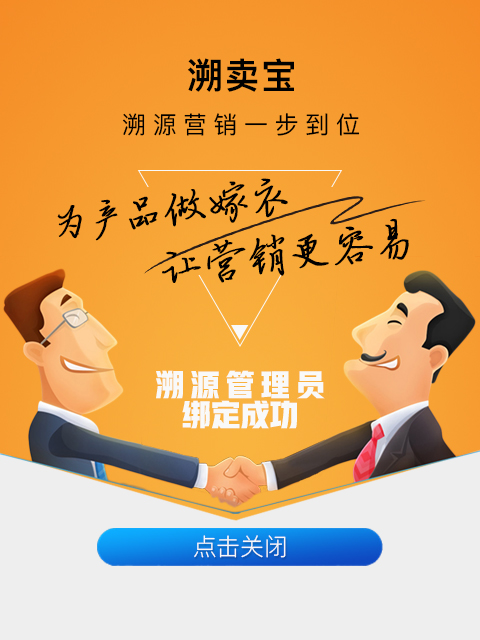 溯卖宝
溯源营销一步到位
为产品做嫁衣
让营销更容易
溯源管理员
绑定成功
点击关闭